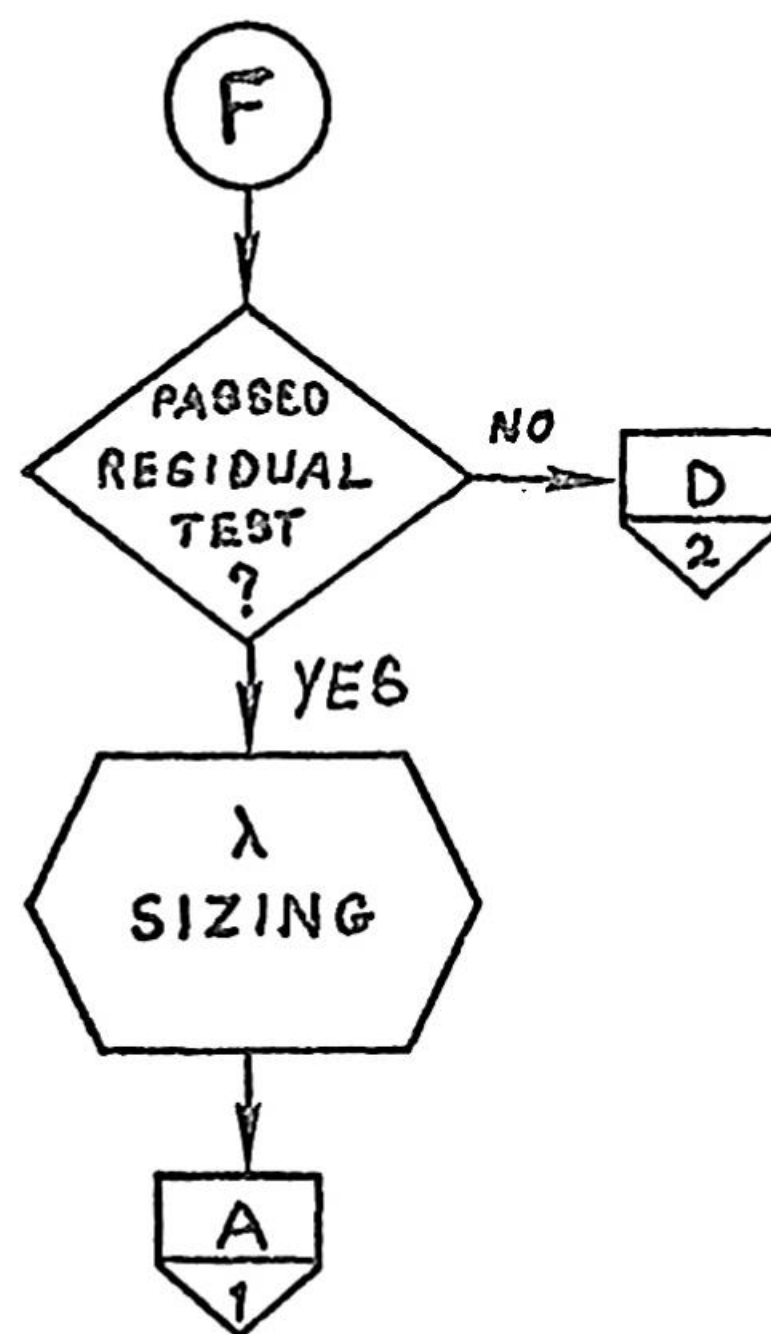 F
PASSED
RESIDUAL
TEST
?
NO
D
2
YES
λ
SIZING
A
1